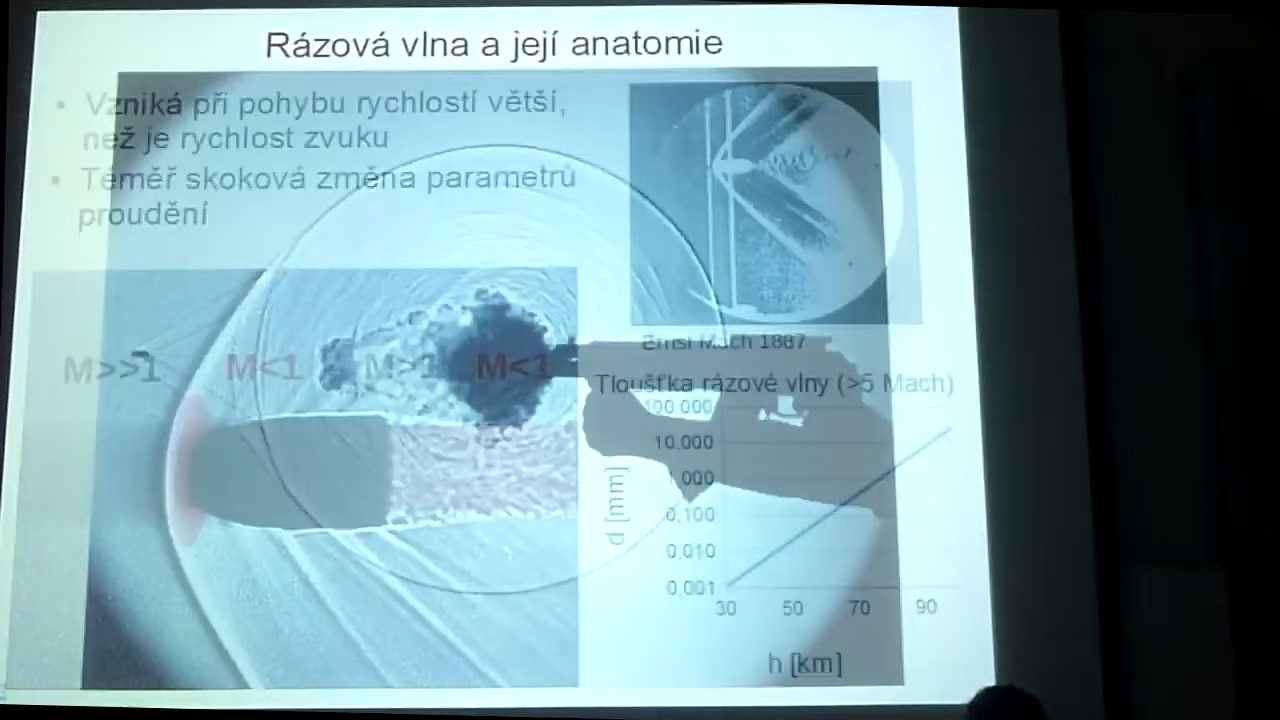 Rázová vlna a její anatomie
▪ Vzniká při pohybu rychlostí větší,
než je rychlost zvuku
▪ Téměř skoková změna parametrů
proudění
M>>1 M<1 M>1 M<1
Ernst Mach 1887
Tloušťka rázové vlny (>5 Mach)
100 000
10,000
1,000
0,100
0,010
0,001
d [mm]
30 50 70 90
h [km]